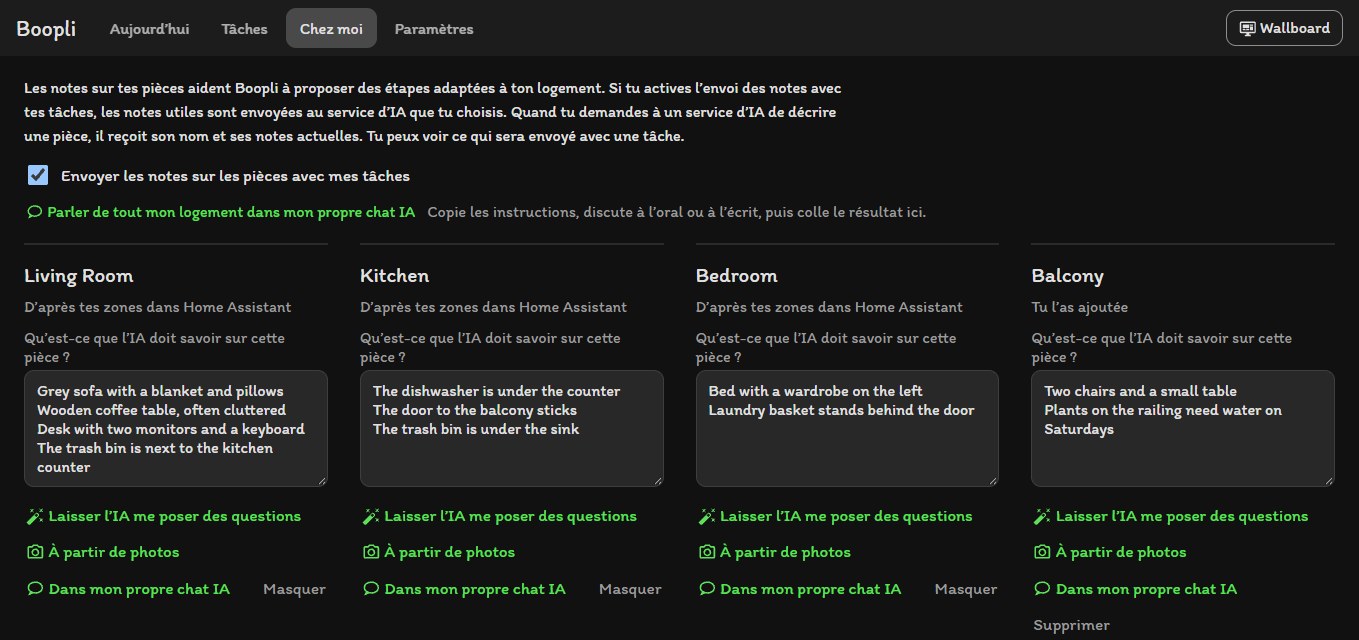 Boopli
Aujourd'hui
Tâches
Chez moi
Paramètres
Wallboard
Les notes sur tes pièces aident Boopli à proposer des étapes adaptées à ton logement. Si tu actives l'envoi des notes avec
tes tâches, les notes utiles sont envoyées au service d'IA que tu choisis. Quand tu demandes à un service d'IA de décrire
une pièce, il reçoit son nom et ses notes actuelles. Tu peux voir ce qui sera envoyé avec une tâche.
Envoyer les notes sur les pièces avec mes tâches
Parler de tout mon logement dans mon propre chat IA Copie les instructions, discute à l'oral ou à l'écrit, puis colle le résultat ici.
Living Room
D'après tes zones dans Home Assistant
Qu'est-ce que l'IA doit savoir sur cette
pièce ?
Grey sofa with a blanket and pillows
Wooden coffee table, often cluttered
Desk with two monitors and a keyboard
The trash bin is next to the kitchen
counter
Laisser l'IA me poser des questions
À partir de photos
Dans mon propre chat IA Masquer
Kitchen
D'après tes zones dans Home Assistant
Qu'est-ce que l'IA doit savoir sur cette
pièce ?
The dishwasher is under the counter
The door to the balcony sticks
The trash bin is under the sink
Laisser l'IA me poser des questions
À partir de photos
Dans mon propre chat IA Masquer
Bedroom
D'après tes zones dans Home Assistant
Qu'est-ce que l'IA doit savoir sur cette
pièce ?
Bed with a wardrobe on the left
Laundry basket stands behind the door
Laisser l'IA me poser des questions
À partir de photos
Dans mon propre chat IA Masquer
Balcony
Tu l'as ajoutée
Qu'est-ce que l'IA doit savoir sur cette
pièce ?
Two chairs and a small table
Plants on the railing need water on
Saturdays
Laisser l'IA me poser des questions
À partir de photos
Dans mon propre chat IA
Supprimer